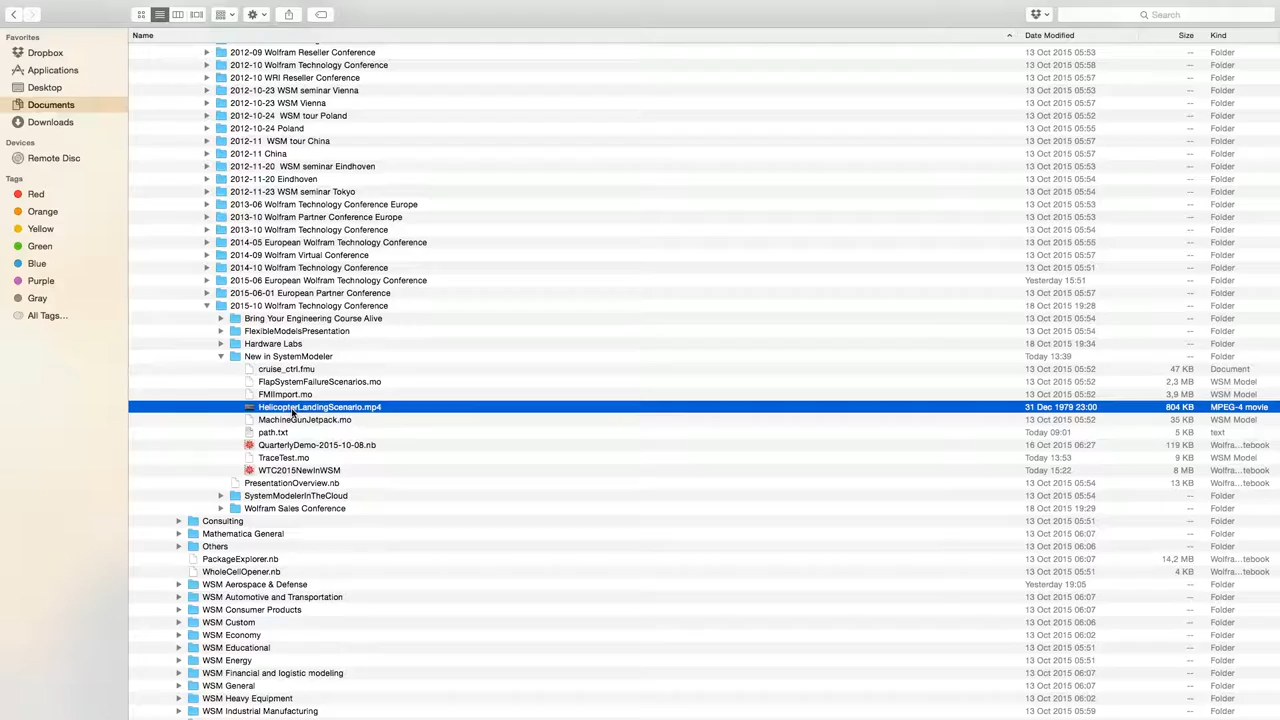 Search
Favorites
Dropbox
Applications
Desktop
Documents
Downloads
Devices
Remote Disc
Tags
Red
Orange
Yellow
Green
Blue
Purple
Gray
All Tags...
Name Date Modified Size Kind
2012-09 Wolfram Reseller Conference 13 Oct 2015 05:53 -- Folder
2012-10 Wolfram Technology Conference 13 Oct 2015 05:58 -- Folder
2012-10 WRI Reseller Conference 13 Oct 2015 05:57 -- Folder
2012-10-23 WSM seminar Vienna 13 Oct 2015 05:53 -- Folder
2012-10-23 WSM Vienna 13 Oct 2015 05:57 -- Folder
2012-10-24 WSM tour Poland 13 Oct 2015 05:52 -- Folder
2012-10-24 Poland 13 Oct 2015 05:55 -- Folder
2012-11 WSM tour China 13 Oct 2015 05:57 -- Folder
2012-11 China 13 Oct 2015 05:57 -- Folder
2012-11-20 WSM seminar Eindhoven 13 Oct 2015 05:53 -- Folder
2012-11-20 Eindhoven 13 Oct 2015 05:54 -- Folder
2012-11-23 WSM seminar Tokyo 13 Oct 2015 05:54 -- Folder
2013-06 Wolfram Technology Conference Europe 13 Oct 2015 05:53 -- Folder
2013-10 Wolfram Partner Conference Europe 13 Oct 2015 05:53 -- Folder
2013-10 Wolfram Technology Conference 13 Oct 2015 05:54 -- Folder
2014-05 European Wolfram Technology Conference 13 Oct 2015 05:55 -- Folder
2014-09 Wolfram Virtual Conference 13 Oct 2015 05:57 -- Folder
2014-10 Wolfram Technology Conference 13 Oct 2015 05:51 -- Folder
2015-06 European Wolfram Technology Conference Yesterday 15:51 -- Folder
2015-06-01 European Partner Conference 13 Oct 2015 05:57 -- Folder
2015-10 Wolfram Technology Conference 18 Oct 2015 19:28 -- Folder
Bring Your Engineering Course Alive 13 Oct 2015 05:54 -- Folder
FlexibleModelsPresentation 13 Oct 2015 05:54 -- Folder
Hardware Labs 18 Oct 2015 19:34 -- Folder
New in SystemModeler Today 13:39 -- Folder
cruise_ctrl.fmu 13 Oct 2015 05:52 47 KB Document
FlapSystemFailureScenarios.mo 13 Oct 2015 05:52 2,3 MB WSM Model
FMIImport.mo 13 Oct 2015 05:52 3,9 MB WSM Model
HelicopterLandingScenario.mp4 31 Dec 1979 23:00 804 KB MPEG-4 movie
MachineGunJetpack.mo 13 Oct 2015 05:52 35 KB WSM Model
path.txt Today 09:01 5 KB text
QuarterlyDemo-2015-10-08.nb 16 Oct 2015 06:27 119 KB Wolfra...tebook
TraceTest.mo Today 13:53 9 KB WSM Model
WTC2015NewInWSM Today 15:22 8 MB Wolfra...tebook
PresentationOverview.nb 13 Oct 2015 05:54 13 KB Wolfra...tebook
SystemModelerInTheCloud 13 Oct 2015 05:54 -- Folder
Wolfram Sales Conference 18 Oct 2015 19:29 -- Folder
Consulting 13 Oct 2015 05:51 -- Folder
Mathematica General 13 Oct 2015 06:07 -- Folder
Others 13 Oct 2015 06:06 -- Folder
PackageExplorer.nb 13 Oct 2015 06:07 14,2 MB Wolfra...tebook
WholeCellOpener.nb 13 Oct 2015 05:51 4 KB Wolfra...tebook
WSM Aerospace & Defense Yesterday 19:05 -- Folder
WSM Automotive and Transportation 13 Oct 2015 06:07 -- Folder
WSM Consumer Products 13 Oct 2015 06:07 -- Folder
WSM Custom 13 Oct 2015 06:06 -- Folder
WSM Economy 13 Oct 2015 06:02 -- Folder
WSM Educational 13 Oct 2015 05:51 -- Folder
WSM Energy 13 Oct 2015 05:51 -- Folder
WSM Financial and logistic modeling 13 Oct 2015 06:07 -- Folder
WSM General 13 Oct 2015 06:07 -- Folder
WSM Heavy Equipment 13 Oct 2015 06:02 -- Folder
WSM Industrial Manufacturing 13 Oct 2015 05:59 -- Folder